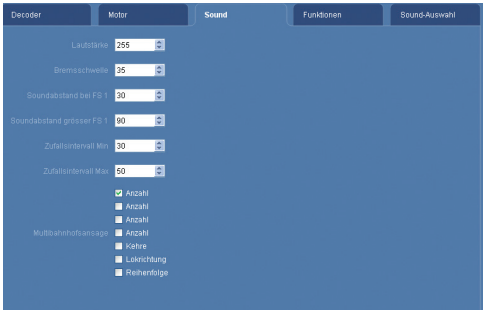 Decoder Motor Sound Funktionen Sound-Auswahl
Lautstärke 255
Bremsschwelle 35
Soundabstand bei FS 1 30
Soundabstand grösser FS 1 90
Zufallsintervall Min 30
Zufallsintervall Max 50
Anzahl
Anzahl
Anzahl
Multibahnhofsansage Anzahl
Kehre
Lokrichtung
Reihenfolge